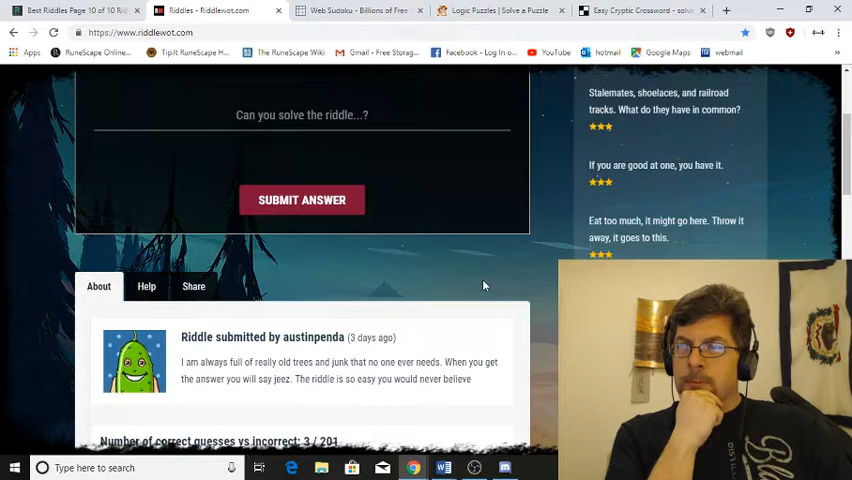 Best Riddles Page 10 of 10 Rid
Riddles - Riddlewot.com
Web Sudoku - Billions of Free
Logic Puzzles | Solve a Puzzle
Easy Cryptic Crossword - solve
https://www.riddlewot.com
Apps
RuneScape Online...
Tip.It RuneScape H...
The RuneScape Wiki
Gmail - Free Storag...
Facebook - Log In o...
YouTube
hotmail
Google Maps
webmail
Can you solve the riddle...?
SUBMIT ANSWER
Stalemates, shoelaces, and railroad
tracks. What do they have in common?
If you are good at one, you have it.
Eat too much, it might go here. Throw it
away, it goes to this.
About
Help
Share
Riddle submitted by austinpenda (3 days ago)
I am always full of really old trees and junk that no one ever needs. When you get
the answer you will say jeez. The riddle is so easy you would never believe
Number of correct guesses vs incorrect: 3 / 201
Type here to search